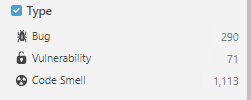 Type
Bug 290
Vulnerability 71
Code Smell 1,113